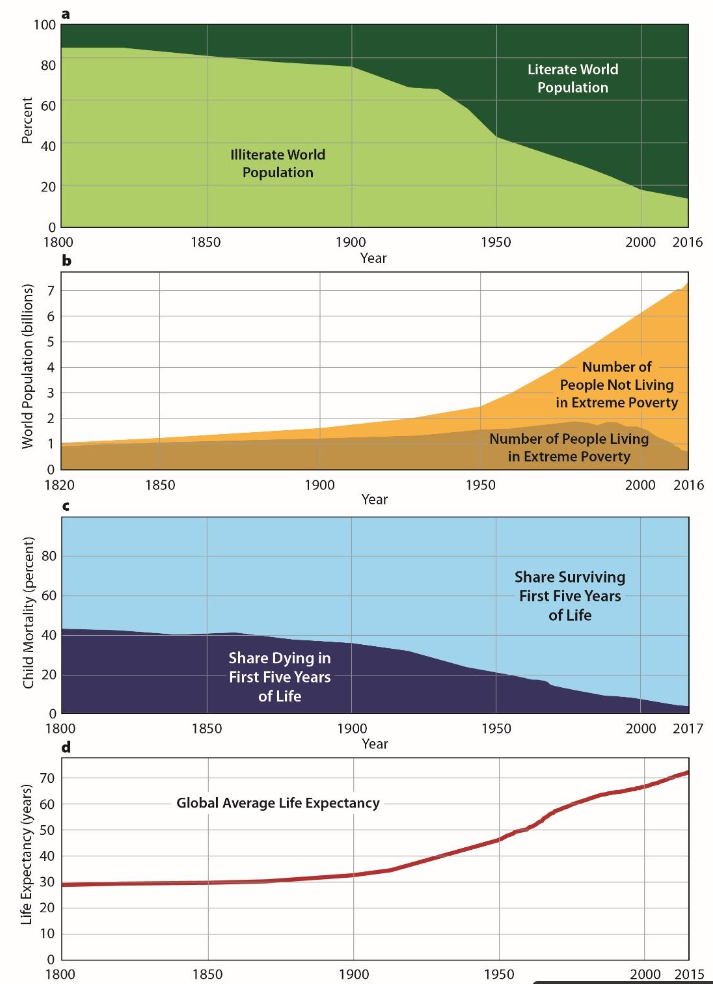 a
100
80
60
40
20
0
Percent
Literate World
Population
Illiterate World
Population
1800 1850 1900 1950 2000 2016
Year
b
7
6
5
4
3
2
1
0
World Population (billions)
Number of
People Not Living
in Extreme Poverty
Number of People Living
in Extreme Poverty
1820 1850 1900 1950 2000 2016
Year
c
80
60
40
20
0
Child Mortality (percent)
Share Surviving
First Five Years
of Life
Share Dying in
First Five Years
of Life
1800 1850 1900 1950 2000 2017
Year
d
70
60
50
40
30
20
10
0
Life Expectancy (years)
Global Average Life Expectancy
1800 1850 1900 1950 2000 2015